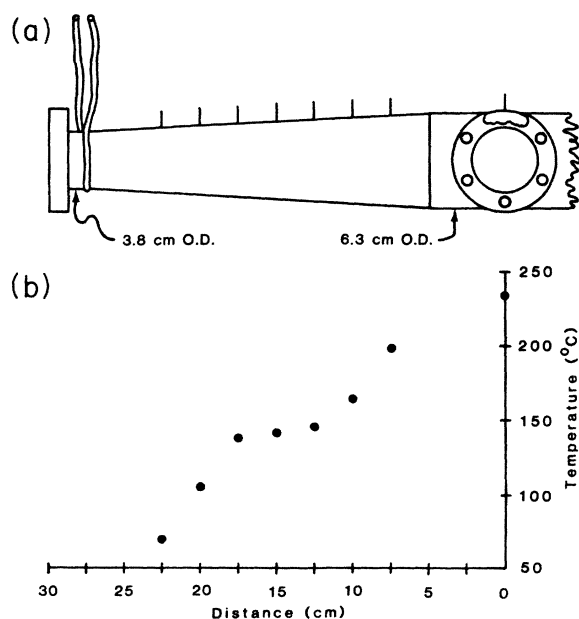 (a)
3.8 cm O.D.
6.3 cm O.D.
(b)
250
200
150
100
50
Temperature (°C)
30 25 20 15 10 5 0
Distance (cm)